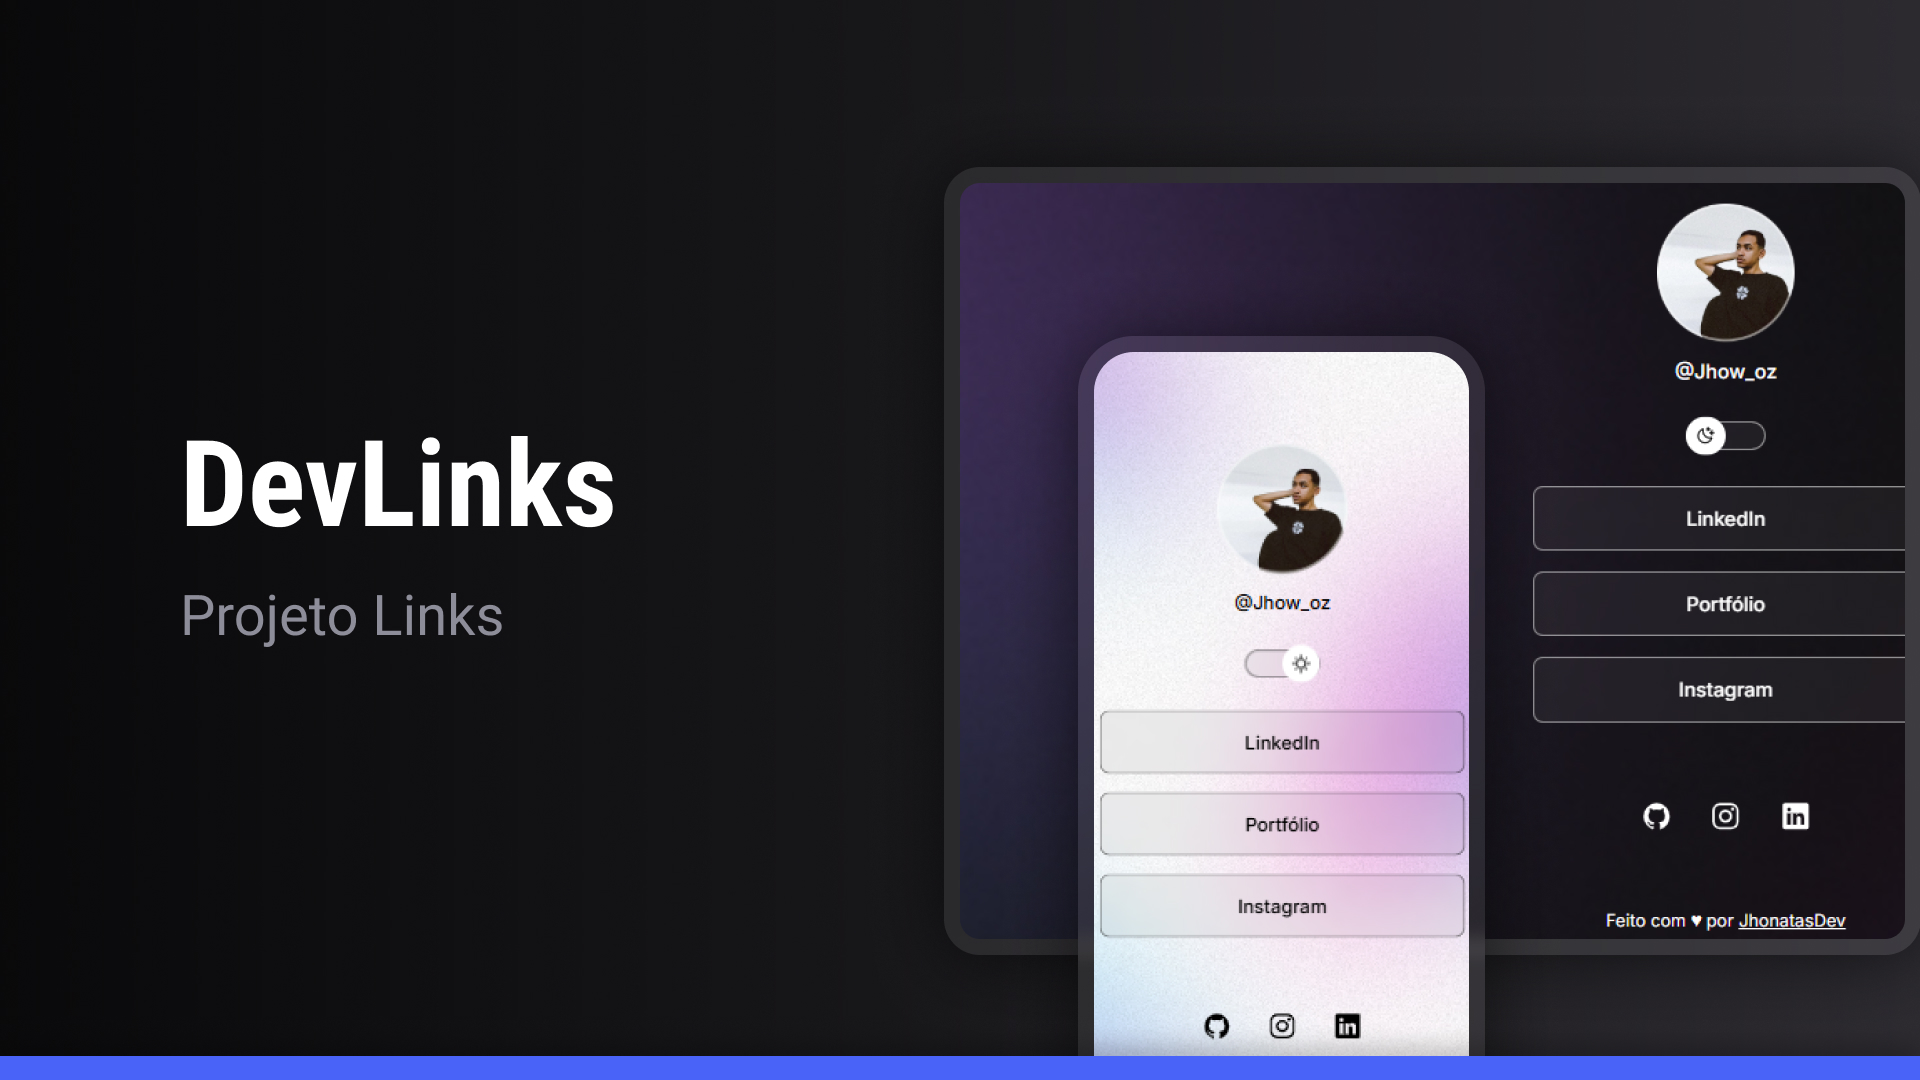 DevLinks
Projeto Links
@Jhow_oz
LinkedIn
Portfólio
Instagram
@Jhow_oz
LinkedIn
Portfólio
Instagram
Feito com ♥ por JhonatasDev